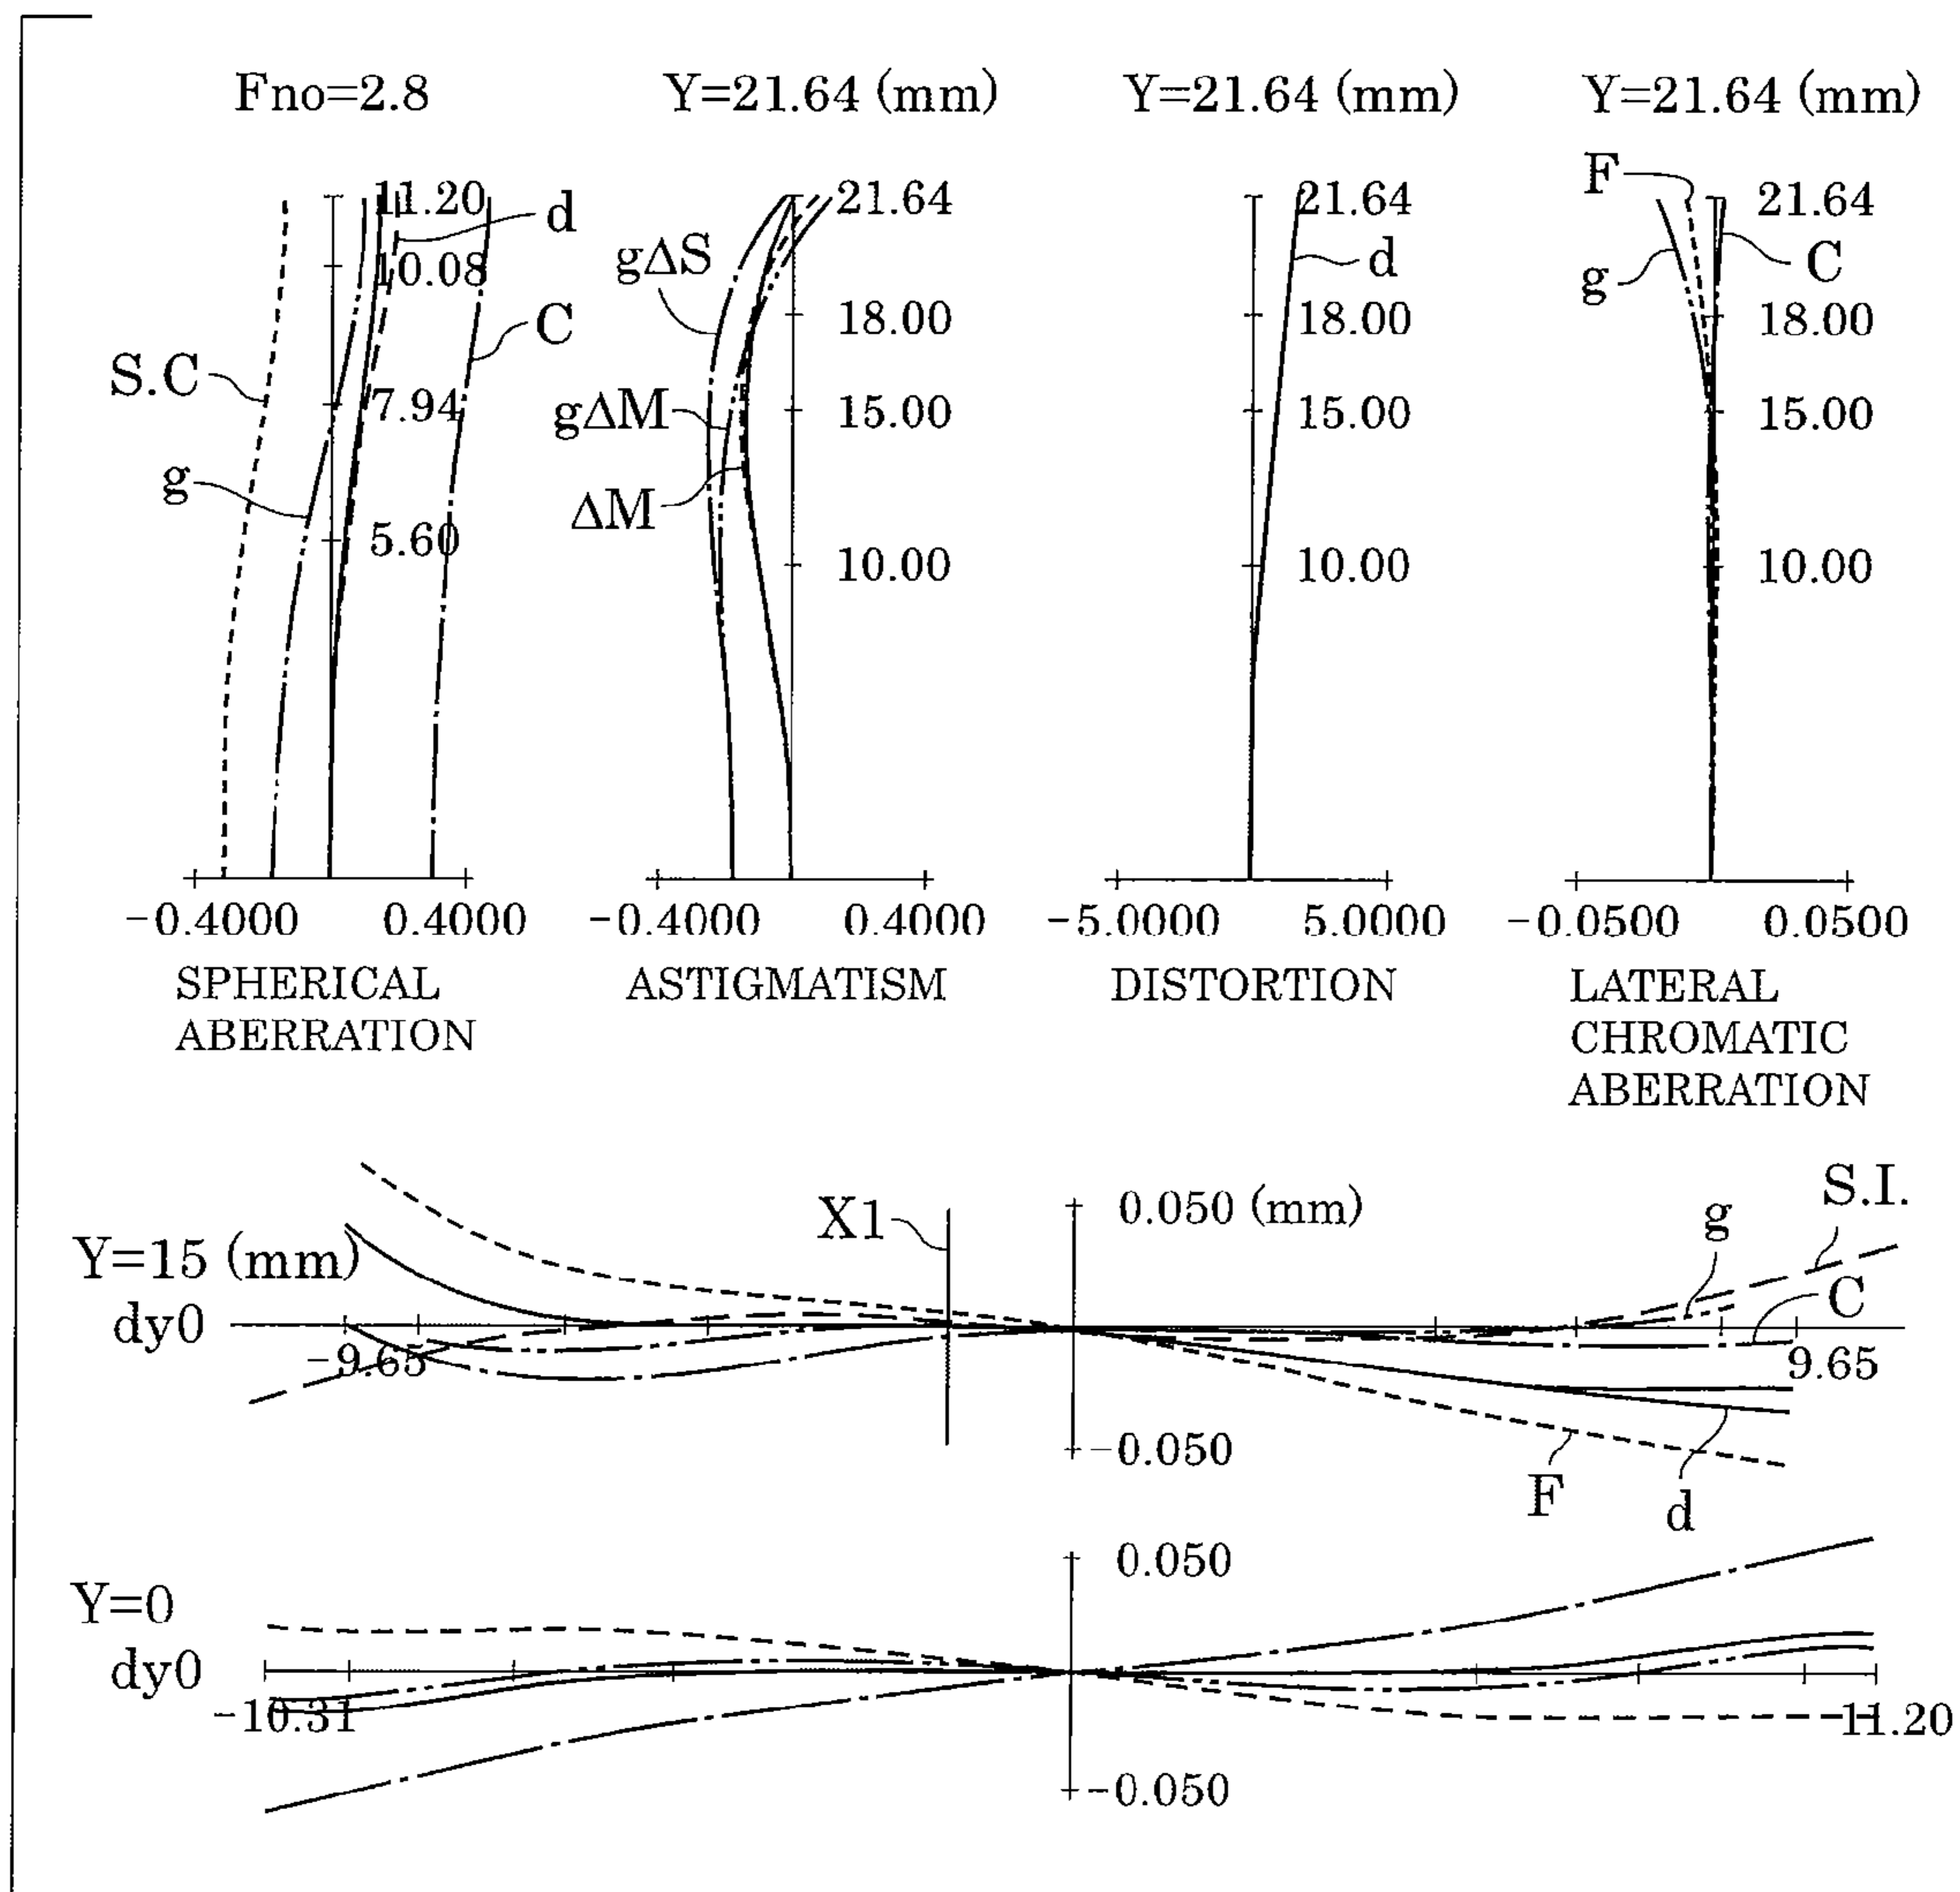 Fno=2.8
11.20
10.08
7.94
5.60
d
C
S.C
g
-0.4000
0.4000
SPHERICAL
ABERRATION
Y=21.64 (mm)
21.64
18.00
15.00
10.00
gΔS
gΔM
ΔM
-0.4000
0.4000
ASTIGMATISM
Y=21.64 (mm)
21.64
18.00
15.00
10.00
d
-5.0000
5.0000
DISTORTION
Y=21.64 (mm)
F
21.64
g
C
18.00
15.00
10.00
-0.0500
0.0500
LATERAL
CHROMATIC
ABERRATION
Y=15 (mm)
dy0
X1
0.050 (mm)
g
S.I.
C
-9.65
9.65
-0.050
F
d
Y=0
dy0
0.050
-10.31
11.20
-0.050